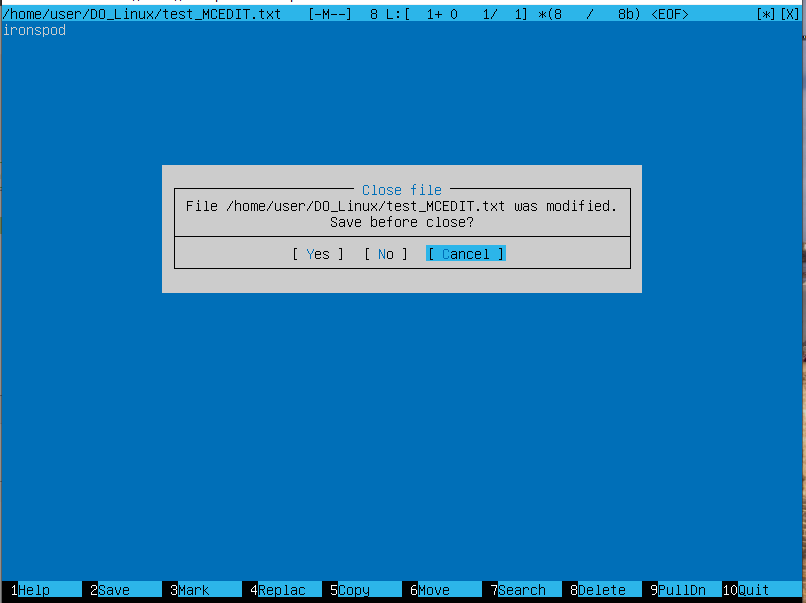 /home/user/DO_Linux/test_MCEDIT.txt [-M--] 8 L:[ 1+ 0 1/ 1] *(8 / 8b) <EOF> [*][X]
ironspod
Close file
File /home/user/DO_Linux/test_MCEDIT.txt was modified.
Save before close?
[ Yes ] [ No ] [ Cancel ]
1Help 2Save 3Mark 4Replac 5Copy 6Move 7Search 8Delete 9PullDn 10Quit